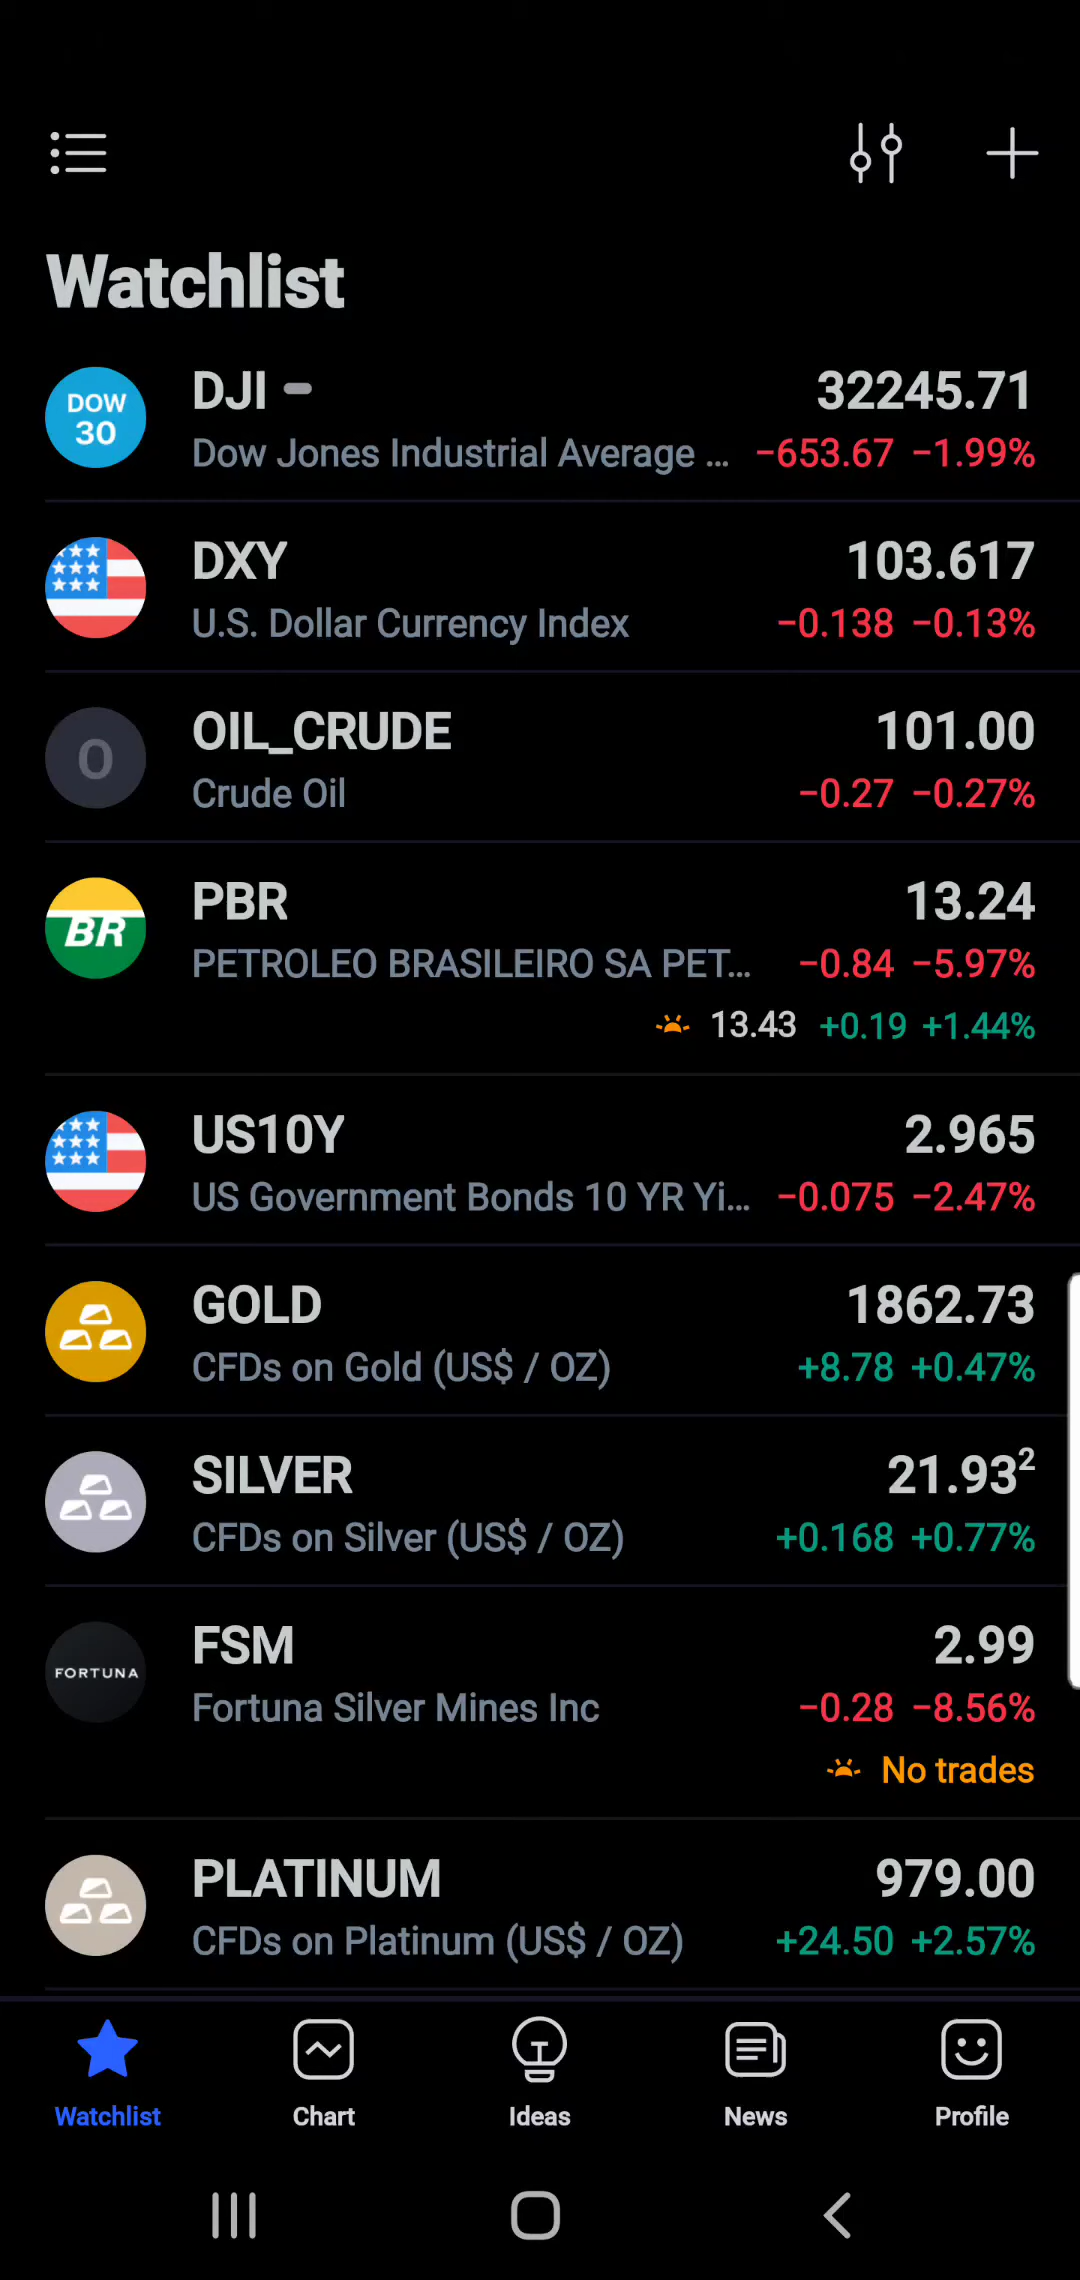 Watchlist
DOW
30
DJI
32245.71
Dow Jones Industrial Average ...
−653.67 −1.99%
DXY
103.617
U.S. Dollar Currency Index
−0.138 −0.13%
O
OIL_CRUDE
101.00
Crude Oil
−0.27 −0.27%
BR
PBR
13.24
PETROLEO BRASILEIRO SA PET...
−0.84 −5.97%
13.43 +0.19 +1.44%
US10Y
2.965
US Government Bonds 10 YR Yi...
−0.075 −2.47%
GOLD
1862.73
CFDs on Gold (US$ / OZ)
+8.78 +0.47%
SILVER
21.93²
CFDs on Silver (US$ / OZ)
+0.168 +0.77%
FORTUNA
FSM
2.99
Fortuna Silver Mines Inc
−0.28 −8.56%
No trades
PLATINUM
979.00
CFDs on Platinum (US$ / OZ)
+24.50 +2.57%
Watchlist
Chart
Ideas
News
Profile